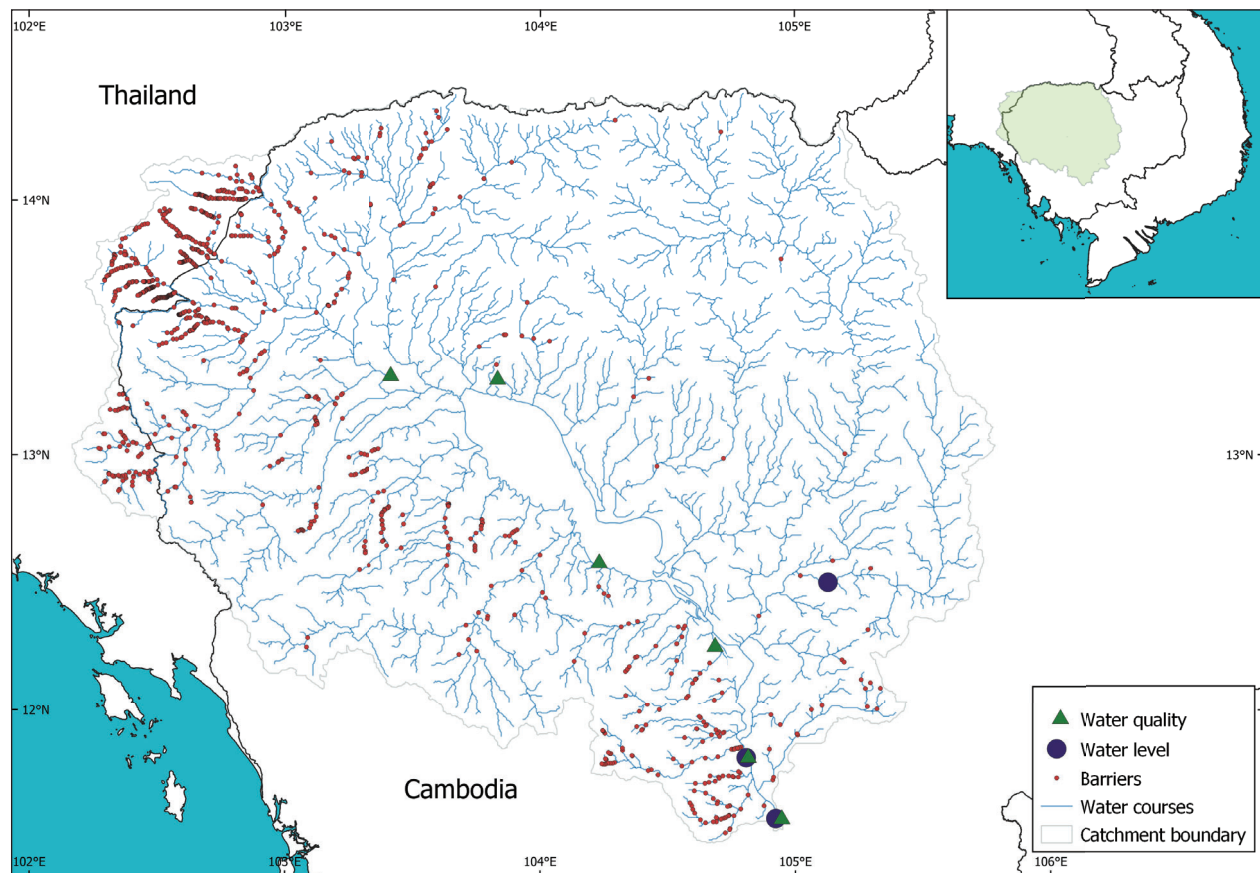 102°E 103°E 104°E 105°E
Thailand
14°N
13°N 13°N
12°N
Cambodia
Water quality
Water level
Barriers
Water courses
Catchment boundary
102°E 103°E 104°E 105°E 106°E